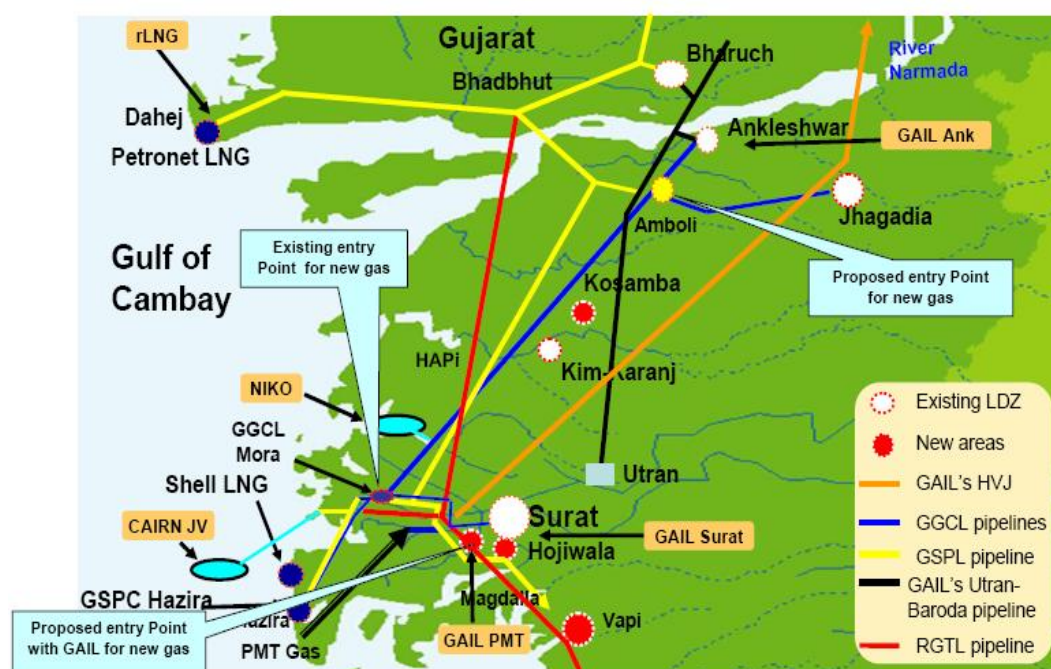 rLNG
Gujarat
Bharuch
River
Narmada
Bhadbhut
Dahej
Petronet LNG
Ankleshwar
GAIL Ank
Amboli
Jhagadia
Existing entry
Point for new gas
Gulf of
Cambay
Proposed entry Point
for new gas
Kosamba
HAPi
Kim-Karanj
NIKO
GGCL
Mora
Shell LNG
Utran
CAIRN JV
Surat
Hojiwala
GAIL Surat
GSPC Hazira
Hazira
Magdalla
Proposed entry Point
with GAIL for new gas
PMT Gas
GAIL PMT
Vapi
Existing LDZ
New areas
GAIL's HVJ
GGCL pipelines
GSPL pipeline
GAIL's Utran-
Baroda pipeline
RGTL pipeline